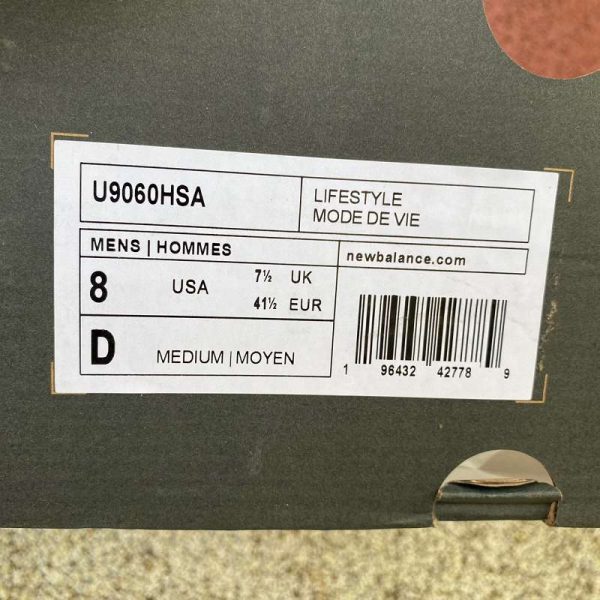 U9060HSA
LIFESTYLE
MODE DE VIE
MENS | HOMMES
newbalance.com
8 USA 7½ UK
41½ EUR
D MEDIUM | MOYEN
1 96432 42778 9